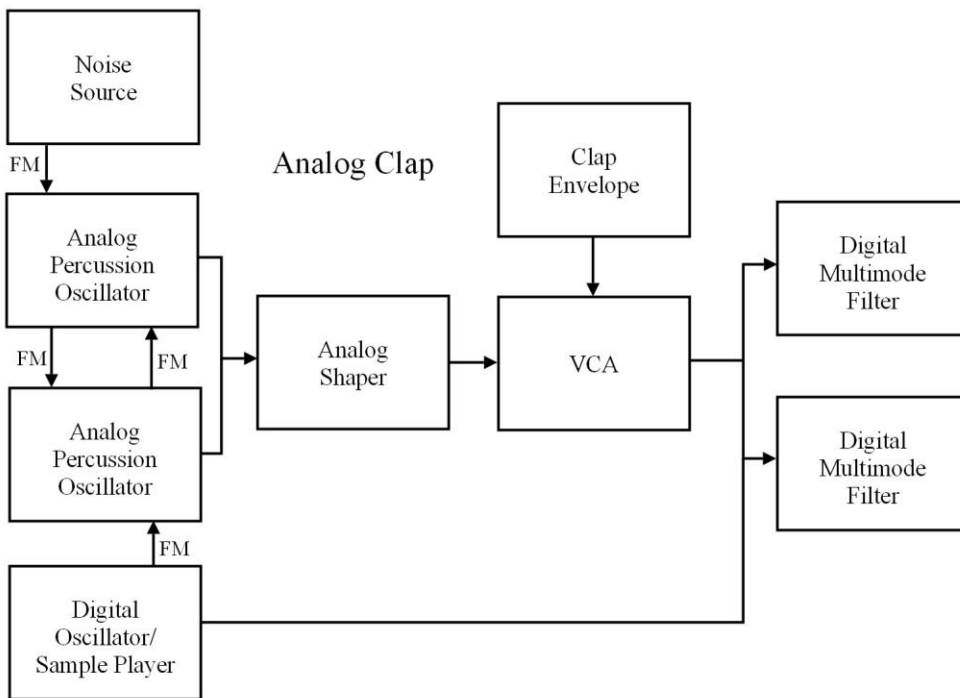 Noise
Source
FM
Analog Clap
Clap
Envelope
Analog
Percussion
Oscillator
Digital
Multimode
Filter
FM
FM
Analog
Shaper
VCA
Analog
Percussion
Oscillator
Digital
Multimode
Filter
FM
Digital
Oscillator/
Sample Player